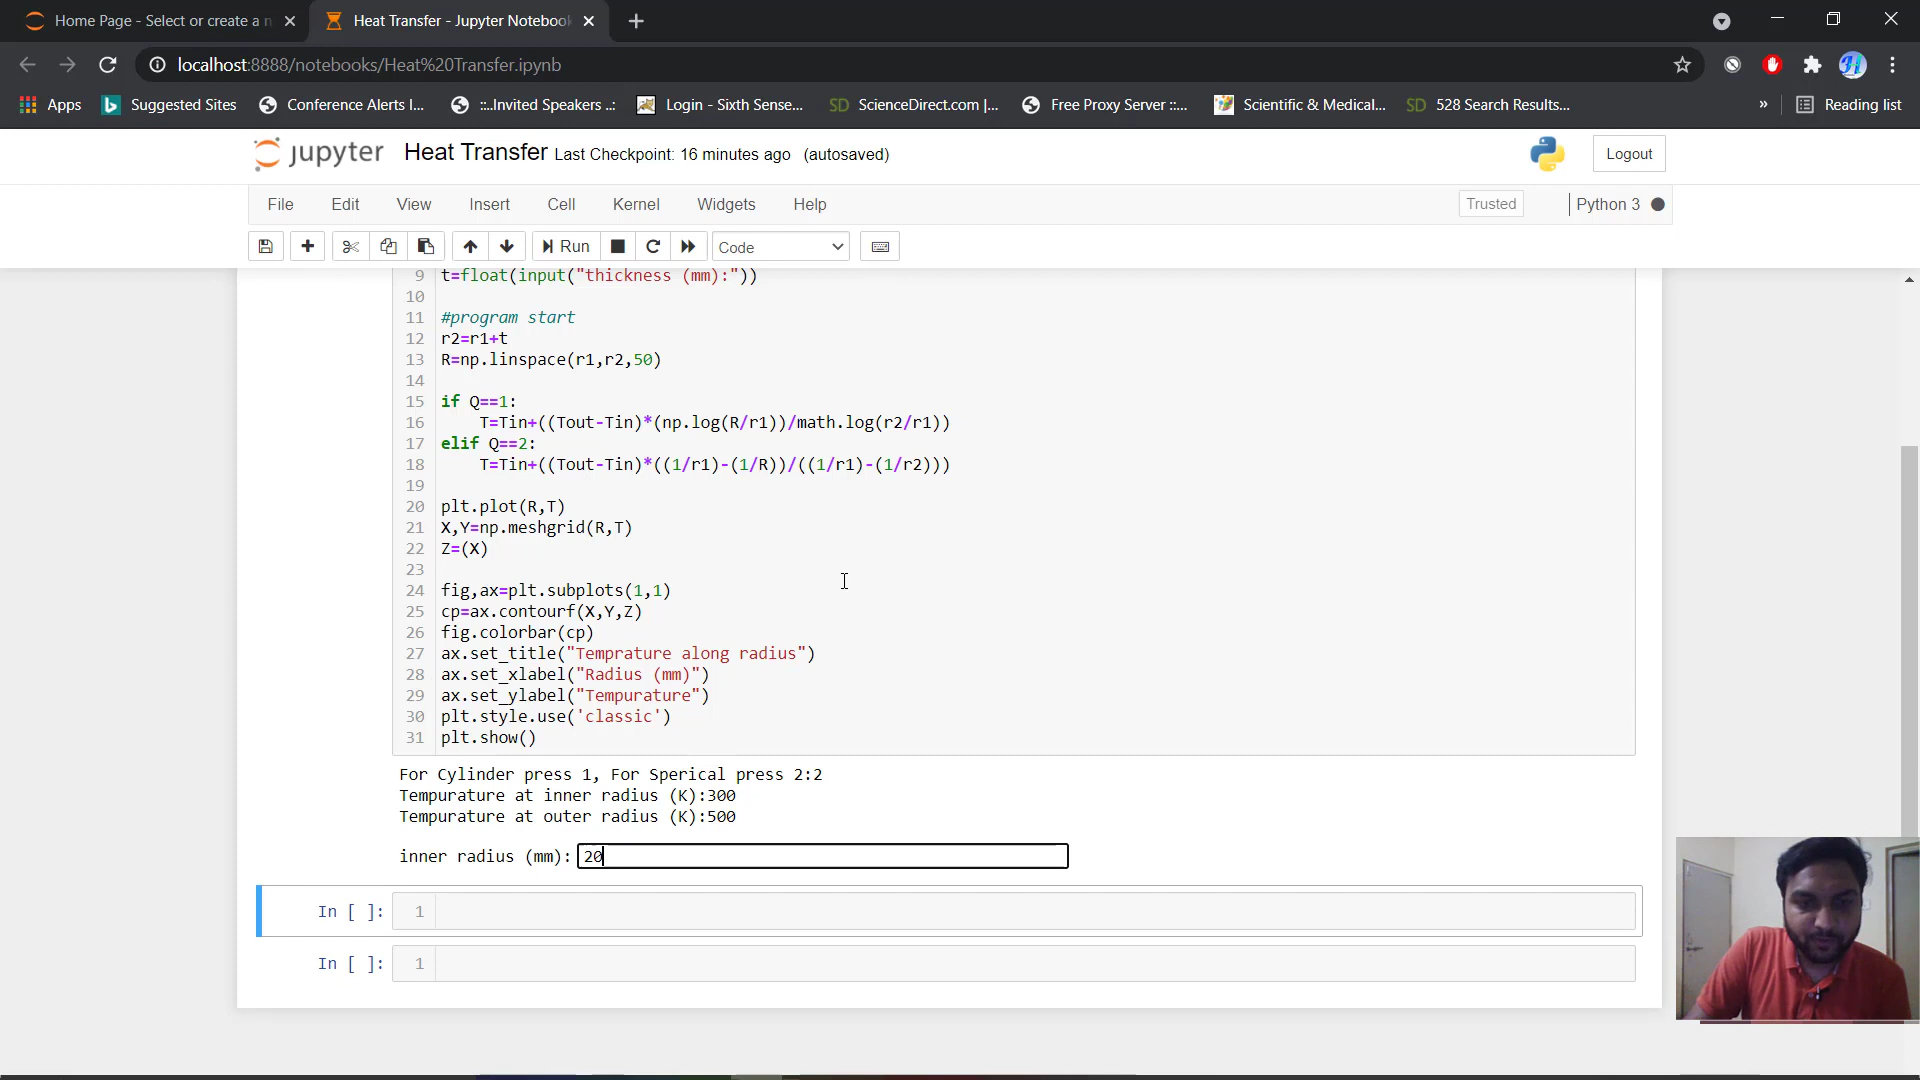 Home Page - Select or create a n
Heat Transfer - Jupyter Notebook
localhost:8888/notebooks/Heat%20Transfer.ipynb
Apps Suggested Sites Conference Alerts I... ::..Invited Speakers ..: Login - Sixth Sense... SD ScienceDirect.com |... Free Proxy Server ::... Scientific & Medical... SD 528 Search Results... » Reading list
jupyter Heat Transfer Last Checkpoint: 16 minutes ago (autosaved) Logout
File Edit View Insert Cell Kernel Widgets Help Trusted Python 3
Run Code
9 t=float(input("thickness (mm):"))
10
11 #program start
12 r2=r1+t
13 R=np.linspace(r1,r2,50)
14
15 if Q==1:
16 T=Tin+((Tout-Tin)*(np.log(R/r1))/math.log(r2/r1))
17 elif Q==2:
18 T=Tin+((Tout-Tin)*((1/r1)-(1/R))/((1/r1)-(1/r2)))
19
20 plt.plot(R,T)
21 X,Y=np.meshgrid(R,T)
22 Z=(X)
23
24 fig,ax=plt.subplots(1,1)
25 cp=ax.contourf(X,Y,Z)
26 fig.colorbar(cp)
27 ax.set_title("Temprature along radius")
28 ax.set_xlabel("Radius (mm)")
29 ax.set_ylabel("Tempurature")
30 plt.style.use('classic')
31 plt.show()
For Cylinder press 1, For Sperical press 2:2
Tempurature at inner radius (K):300
Tempurature at outer radius (K):500
inner radius (mm): 20
In [ ]: 1
In [ ]: 1